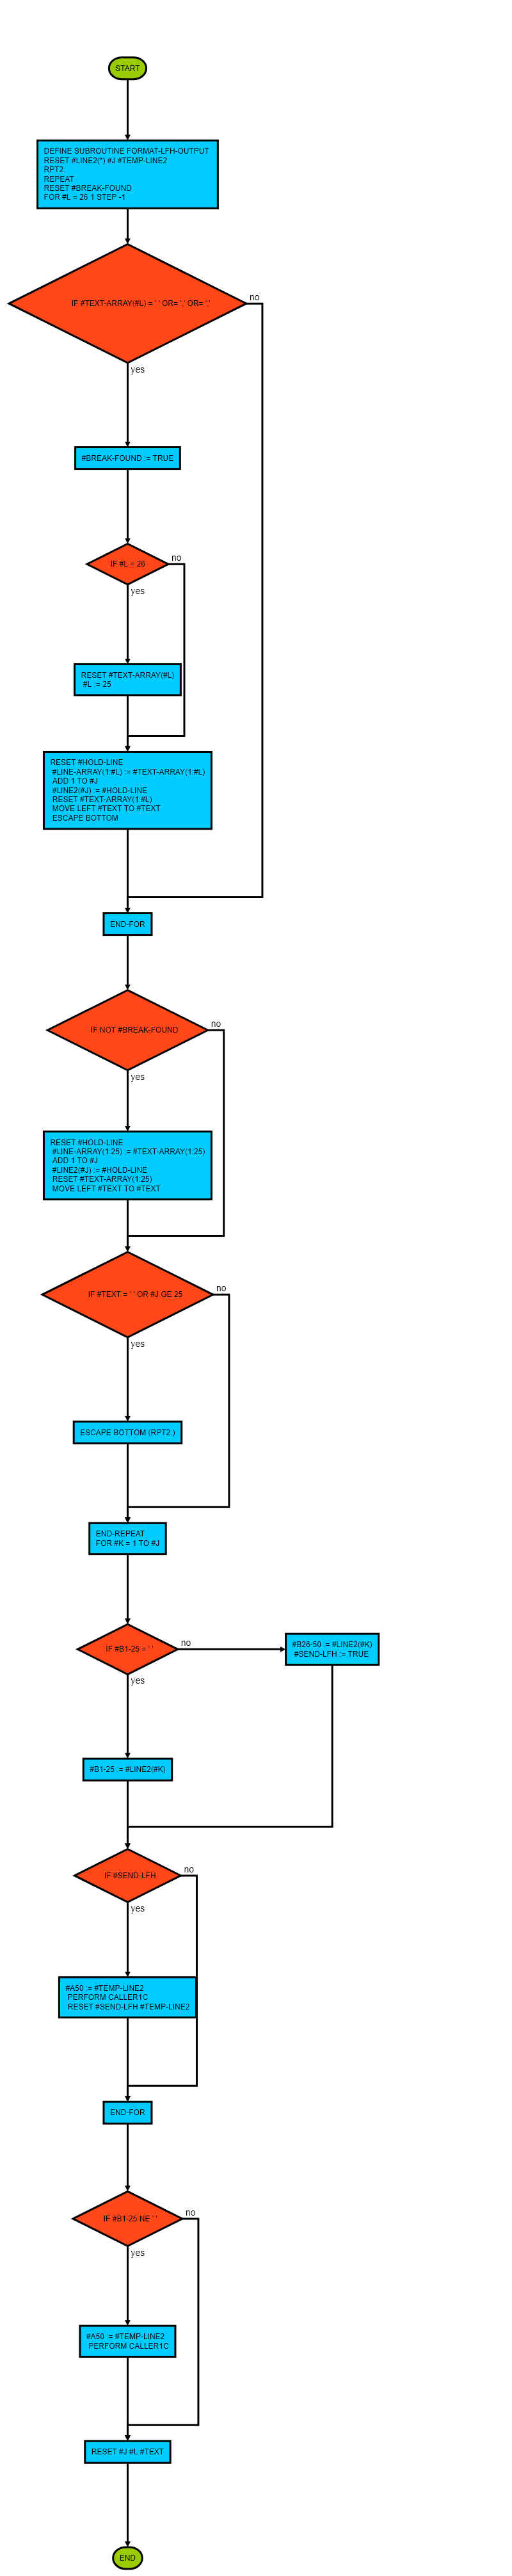 START
DEFINE SUBROUTINE FORMAT-LFH-OUTPUT
RESET #LINE2(*) #J #TEMP-LINE2
RPT2.
REPEAT
RESET #BREAK-FOUND
FOR #L = 26 1 STEP -1
IF #TEXT-ARRAY(#L) = ' ' OR= ',' OR= ';'
no
yes
#BREAK-FOUND := TRUE
IF #L = 26
no
yes
RESET #TEXT-ARRAY(#L)
#L := 25
RESET #HOLD-LINE
#LINE-ARRAY(1:#L) := #TEXT-ARRAY(1:#L)
ADD 1 TO #J
#LINE2(#J) := #HOLD-LINE
RESET #TEXT-ARRAY(1:#L)
MOVE LEFT #TEXT TO #TEXT
ESCAPE BOTTOM
END-FOR
IF NOT #BREAK-FOUND
no
yes
RESET #HOLD-LINE
#LINE-ARRAY(1:25) := #TEXT-ARRAY(1:25)
ADD 1 TO #J
#LINE2(#J) := #HOLD-LINE
RESET #TEXT-ARRAY(1:25)
MOVE LEFT #TEXT TO #TEXT
IF #TEXT = ' ' OR #J GE 25
no
yes
ESCAPE BOTTOM (RPT2.)
END-REPEAT
FOR #K = 1 TO #J
IF #B1-25 = ' '
no
#B26-50 := #LINE2(#K)
#SEND-LFH := TRUE
yes
#B1-25 := #LINE2(#K)
IF #SEND-LFH
no
yes
#A50 := #TEMP-LINE2
PERFORM CALLER1C
RESET #SEND-LFH #TEMP-LINE2
END-FOR
IF #B1-25 NE ' '
no
yes
#A50 := #TEMP-LINE2
PERFORM CALLER1C
RESET #J #L #TEXT
END